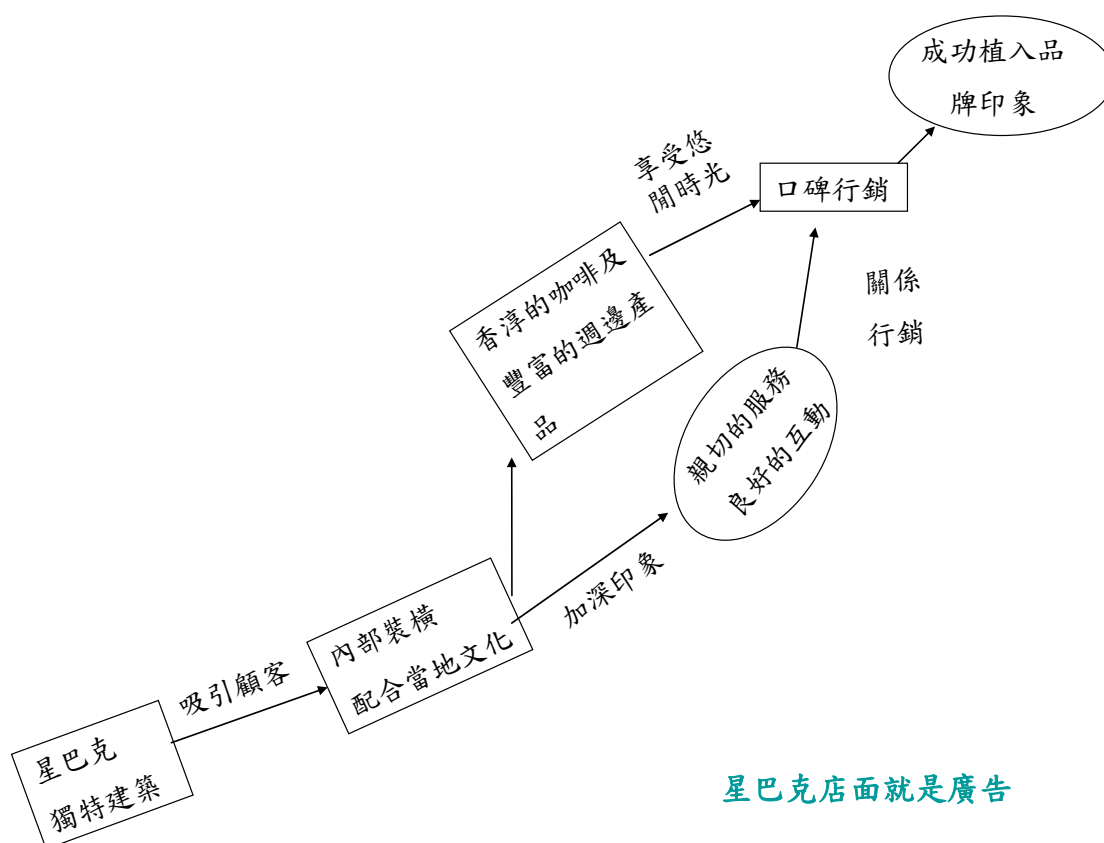 成功植入品
牌印象
享受悠
閒時光
口碑行銷
香淳的咖啡及
豐富的週邊產
品
關係
行銷
親切的服務
良好的互動
加深印象
內部裝橫
配合當地文化
吸引顧客
星巴克
獨特建築
星巴克店面就是廣告